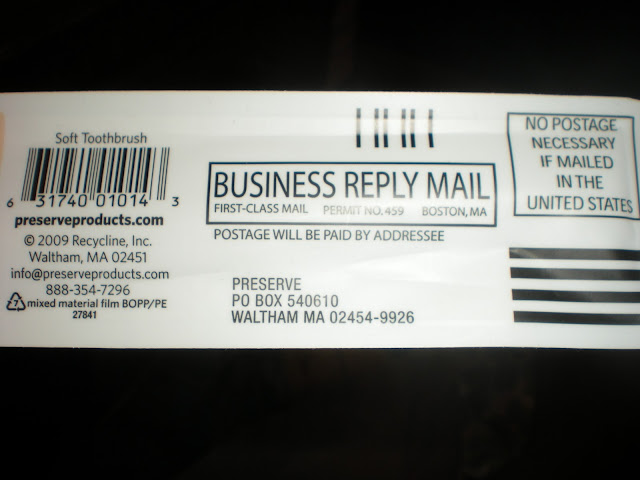 Soft Toothbrush
6 31740 01014 3
preserveproducts.com
© 2009 Recycline, Inc.
Waltham, MA 02451
info@preserveproducts.com
888-354-7296
7 mixed material film BOPP/PE
27841
BUSINESS REPLY MAIL
FIRST-CLASS MAIL PERMIT NO. 459 BOSTON, MA
POSTAGE WILL BE PAID BY ADDRESSEE
PRESERVE
PO BOX 540610
WALTHAM MA 02454-9926
NO POSTAGE
NECESSARY
IF MAILED
IN THE
UNITED STATES